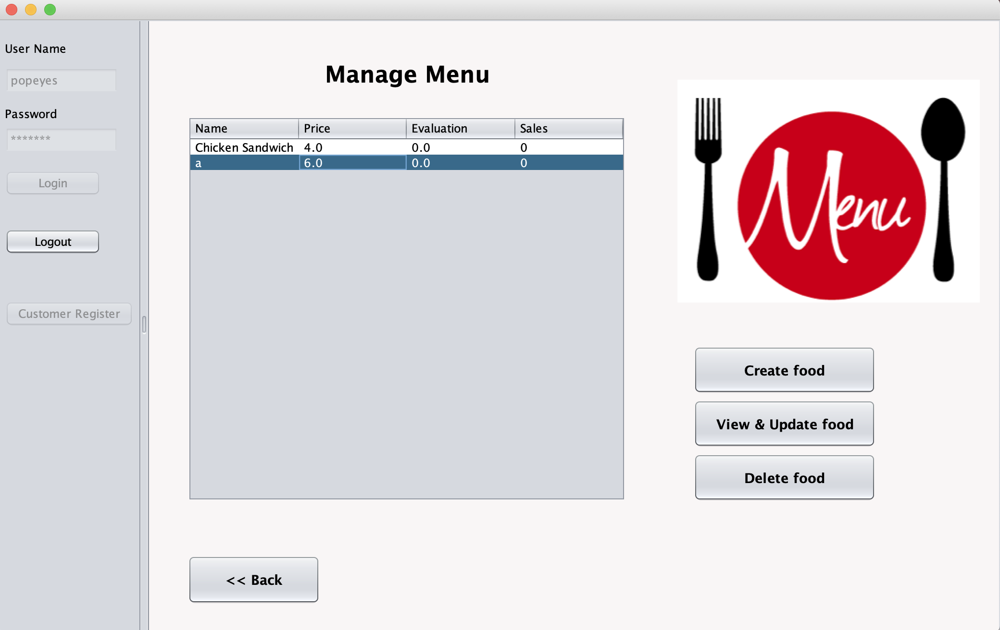 User Name
popeyes
Password
*******
Login
Logout
Customer Register
Manage Menu
Name Price Evaluation Sales
Chicken Sandwich 4.0 0.0 0
a 6.0 0.0 0
Menu
Create food
View & Update food
Delete food
<< Back